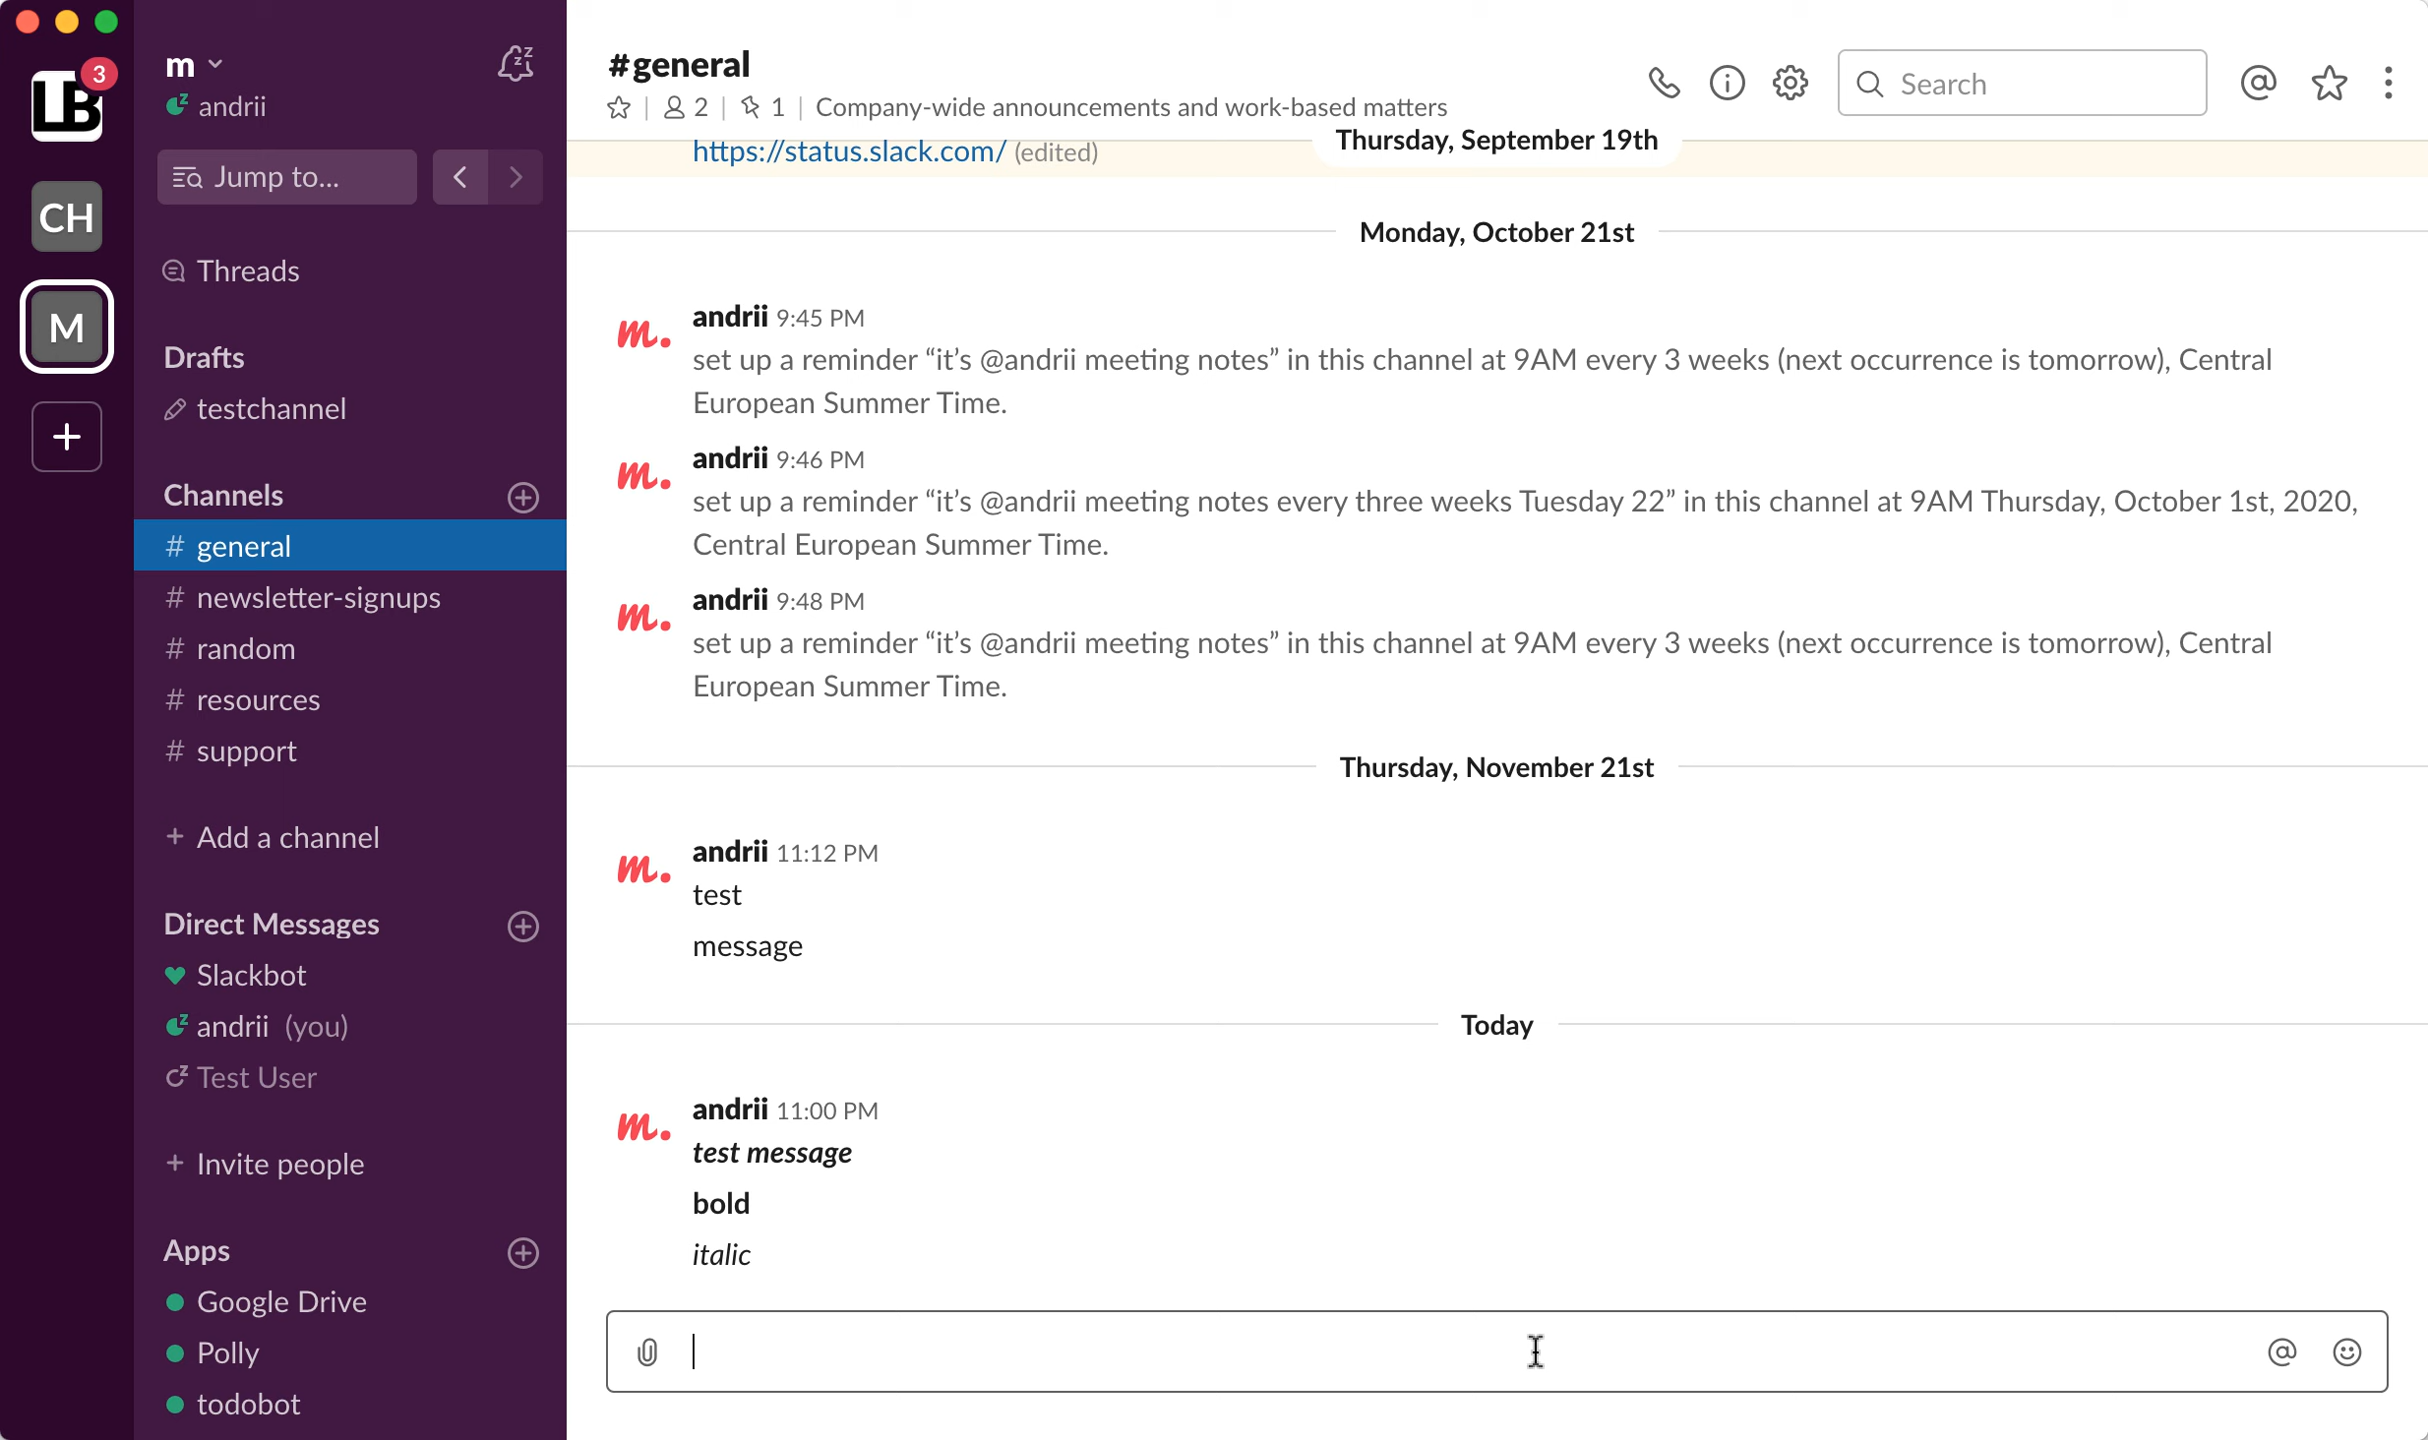 3
LB
CH
M
m
andrii
Jump to...
Threads
Drafts
testchannel
Channels
# general
# newsletter-signups
# random
# resources
# support
+ Add a channel
Direct Messages
Slackbot
andrii (you)
Test User
+ Invite people
Apps
Google Drive
Polly
todobot
#general
2 | 1 | Company-wide announcements and work-based matters
Search
Thursday, September 19th
https://status.slack.com/ (edited)
Monday, October 21st
m.
andrii 9:45 PM
set up a reminder “it’s @andrii meeting notes” in this channel at 9AM every 3 weeks (next occurrence is tomorrow), Central
European Summer Time.
m.
andrii 9:46 PM
set up a reminder “it’s @andrii meeting notes every three weeks Tuesday 22” in this channel at 9AM Thursday, October 1st, 2020,
Central European Summer Time.
m.
andrii 9:48 PM
set up a reminder “it’s @andrii meeting notes” in this channel at 9AM every 3 weeks (next occurrence is tomorrow), Central
European Summer Time.
Thursday, November 21st
m.
andrii 11:12 PM
test
message
Today
m.
andrii 11:00 PM
test message
bold
italic